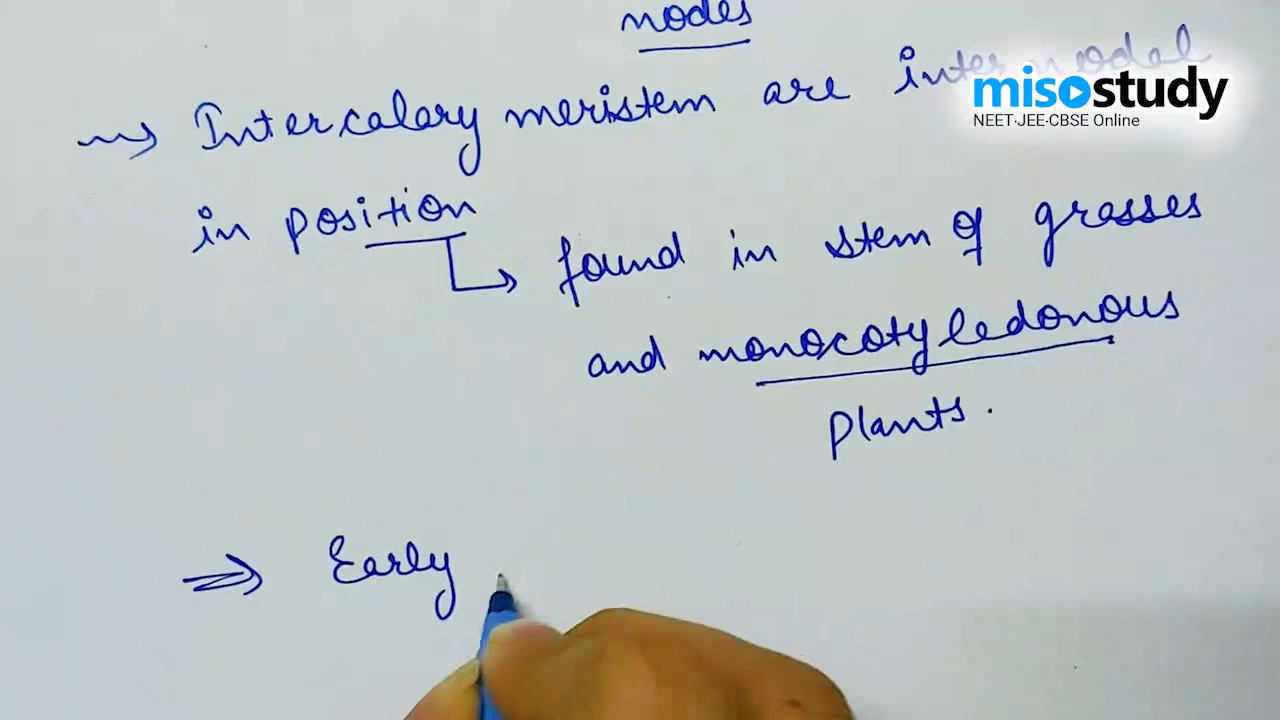 nodes
⇝ Intercalary meristem are internodal
in position
↳ found in stem of grasses
and monocotyledonous
plants.
⇒ Early
misostudy
NEET·JEE·CBSE Online